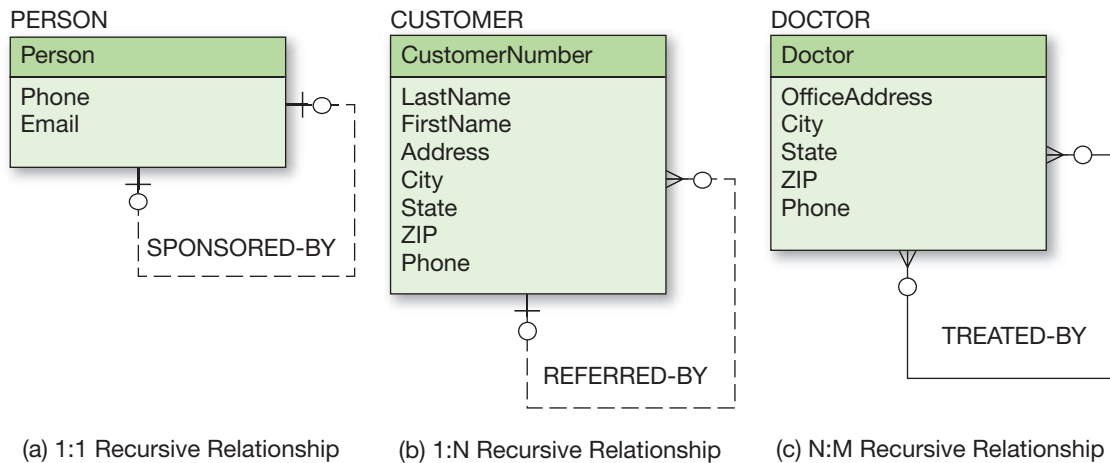 PERSON
Person
Phone
Email
SPONSORED-BY
(a) 1:1 Recursive Relationship
CUSTOMER
CustomerNumber
LastName
FirstName
Address
City
State
ZIP
Phone
REFERRED-BY
(b) 1:N Recursive Relationship
DOCTOR
Doctor
OfficeAddress
City
State
ZIP
Phone
TREATED-BY
(c) N:M Recursive Relationship